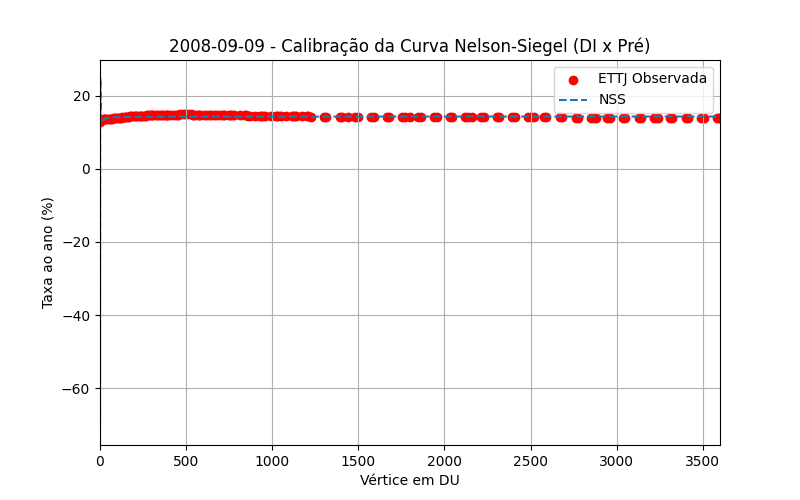 2008-09-09 - Calibração da Curva Nelson-Siegel (DI x Pré)
ETTJ Observada
NSS
Taxa ao ano (%)
20
0
−20
−40
−60
0 500 1000 1500 2000 2500 3000 3500
Vértice em DU